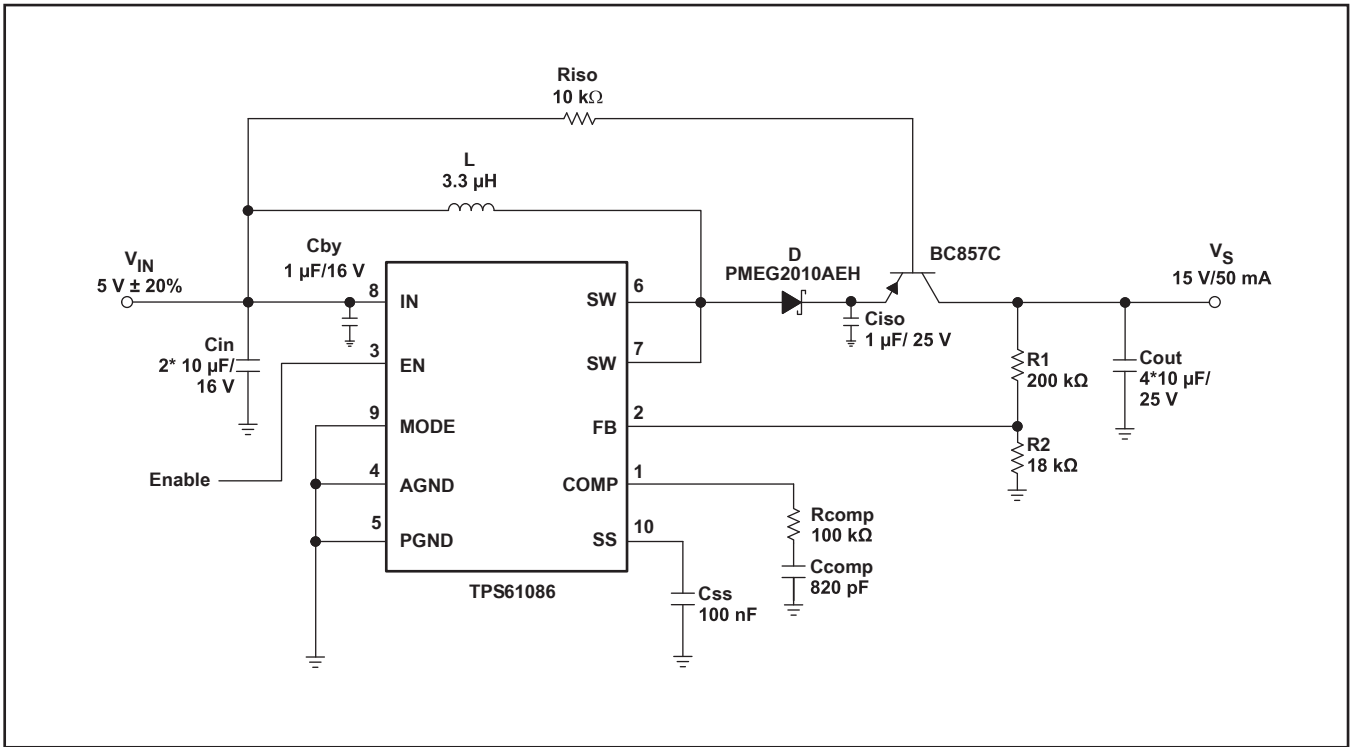 Riso
10 kΩ
L
3.3 µH
Cby
1 µF/16 V
VIN
5 V ± 20%
Cin
2* 10 µF/
16 V
Enable
8
IN
3
EN
9
MODE
4
AGND
5
PGND
SW
6
SW
7
FB
2
COMP
1
SS
10
TPS61086
D
PMEG2010AEH
BC857C
Ciso
1 µF/ 25 V
VS
15 V/50 mA
R1
200 kΩ
Cout
4*10 µF/
25 V
R2
18 kΩ
Rcomp
100 kΩ
Ccomp
820 pF
Css
100 nF